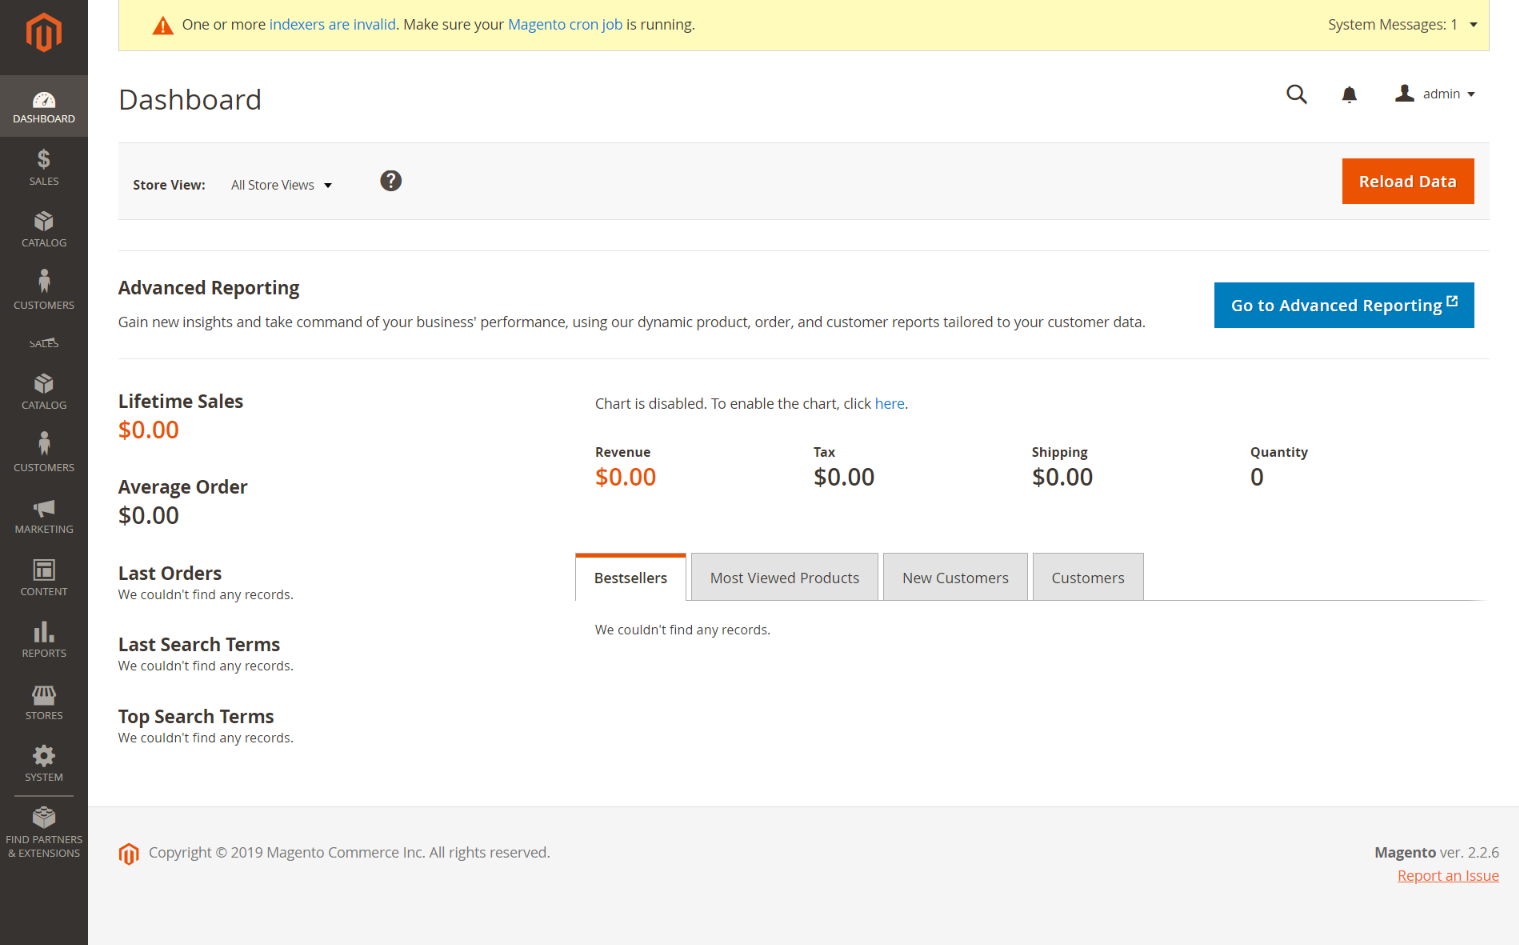 One or more indexers are invalid. Make sure your Magento cron job is running.
System Messages: 1
Dashboard
admin
DASHBOARD
SALES
CATALOG
CUSTOMERS
SALES
CATALOG
CUSTOMERS
MARKETING
CONTENT
REPORTS
STORES
SYSTEM
FIND PARTNERS
& EXTENSIONS
Store View: All Store Views ?
Reload Data
Advanced Reporting
Gain new insights and take command of your business' performance, using our dynamic product, order, and customer reports tailored to your customer data.
Go to Advanced Reporting
Lifetime Sales
$0.00
Average Order
$0.00
Last Orders
We couldn't find any records.
Last Search Terms
We couldn't find any records.
Top Search Terms
We couldn't find any records.
Chart is disabled. To enable the chart, click here.
Revenue Tax Shipping Quantity
$0.00 $0.00 $0.00 0
Bestsellers Most Viewed Products New Customers Customers
We couldn't find any records.
Copyright © 2019 Magento Commerce Inc. All rights reserved.
Magento ver. 2.2.6
Report an Issue